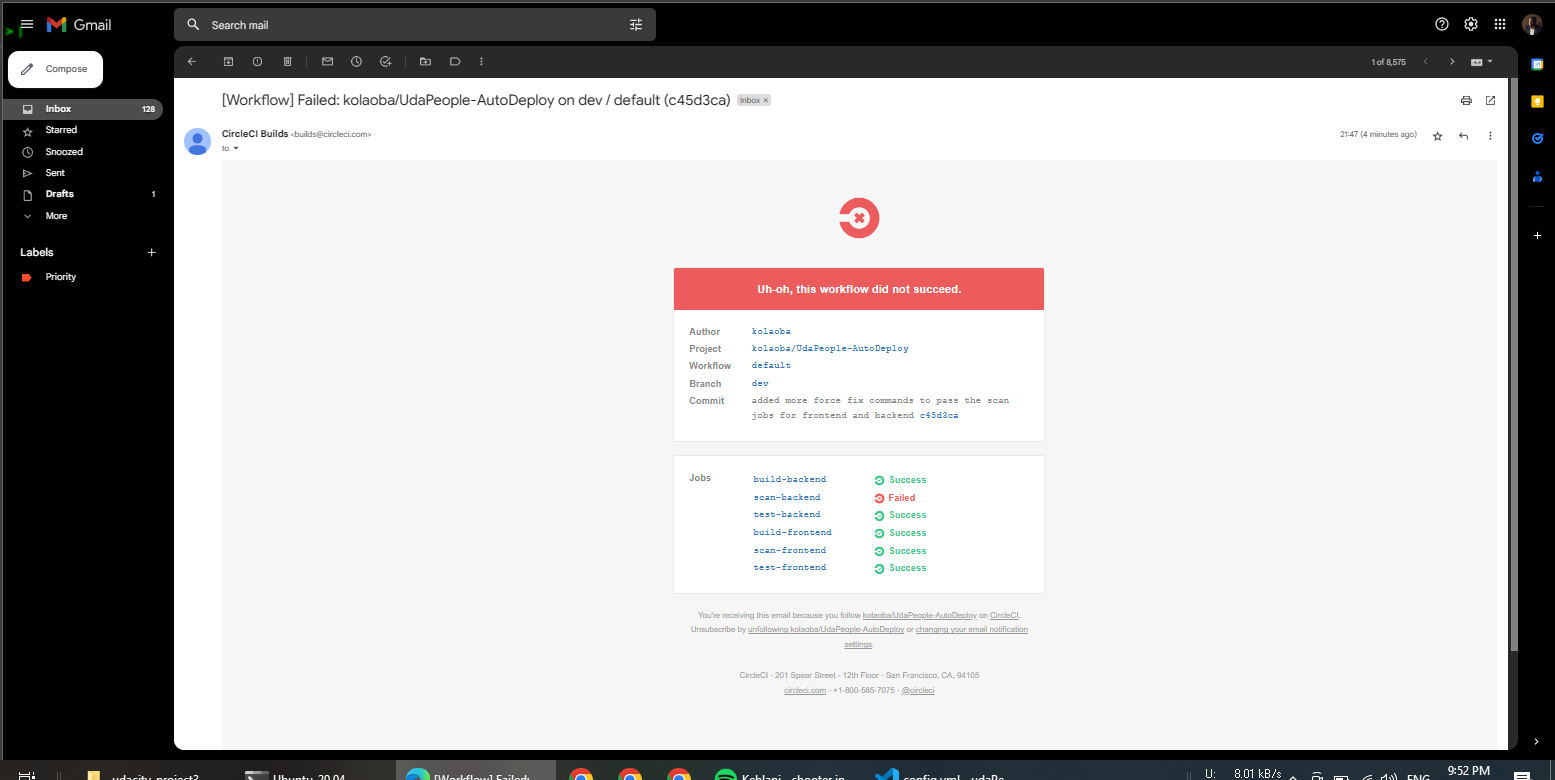 Gmail
Search mail
Compose
1 of 8,575
Inbox 128
Starred
Snoozed
Sent
Drafts 1
More
Labels
Priority
[Workflow] Failed: kolaoba/UdaPeople-AutoDeploy on dev / default (c45d3ca) Inbox ×
CircleCI Builds <builds@circleci.com>
21:47 (4 minutes ago)
to
Uh-oh, this workflow did not succeed.
Author kolaoba
Project kolaoba/UdaPeople-AutoDeploy
Workflow default
Branch dev
Commit added more force fix commands to pass the scan
jobs for frontend and backend c45d3ca
Jobs build-backend Success
scan-backend Failed
test-backend Success
build-frontend Success
scan-frontend Success
test-frontend Success
You're receiving this email because you follow kolaoba/UdaPeople-AutoDeploy on CircleCI.
Unsubscribe by unfollowing kolaoba/UdaPeople-AutoDeploy or changing your email notification
settings.
CircleCI - 201 Spear Street - 12th Floor - San Francisco, CA, 94105
circleci.com - +1-800-585-7075 - @circleci
udacity_project3
Ubuntu 20.04
[Workflow] Failed:
Kehlani - shooter in
config.yml - udaPe
U: 8.01 kB/s
ENG
9:52 PM